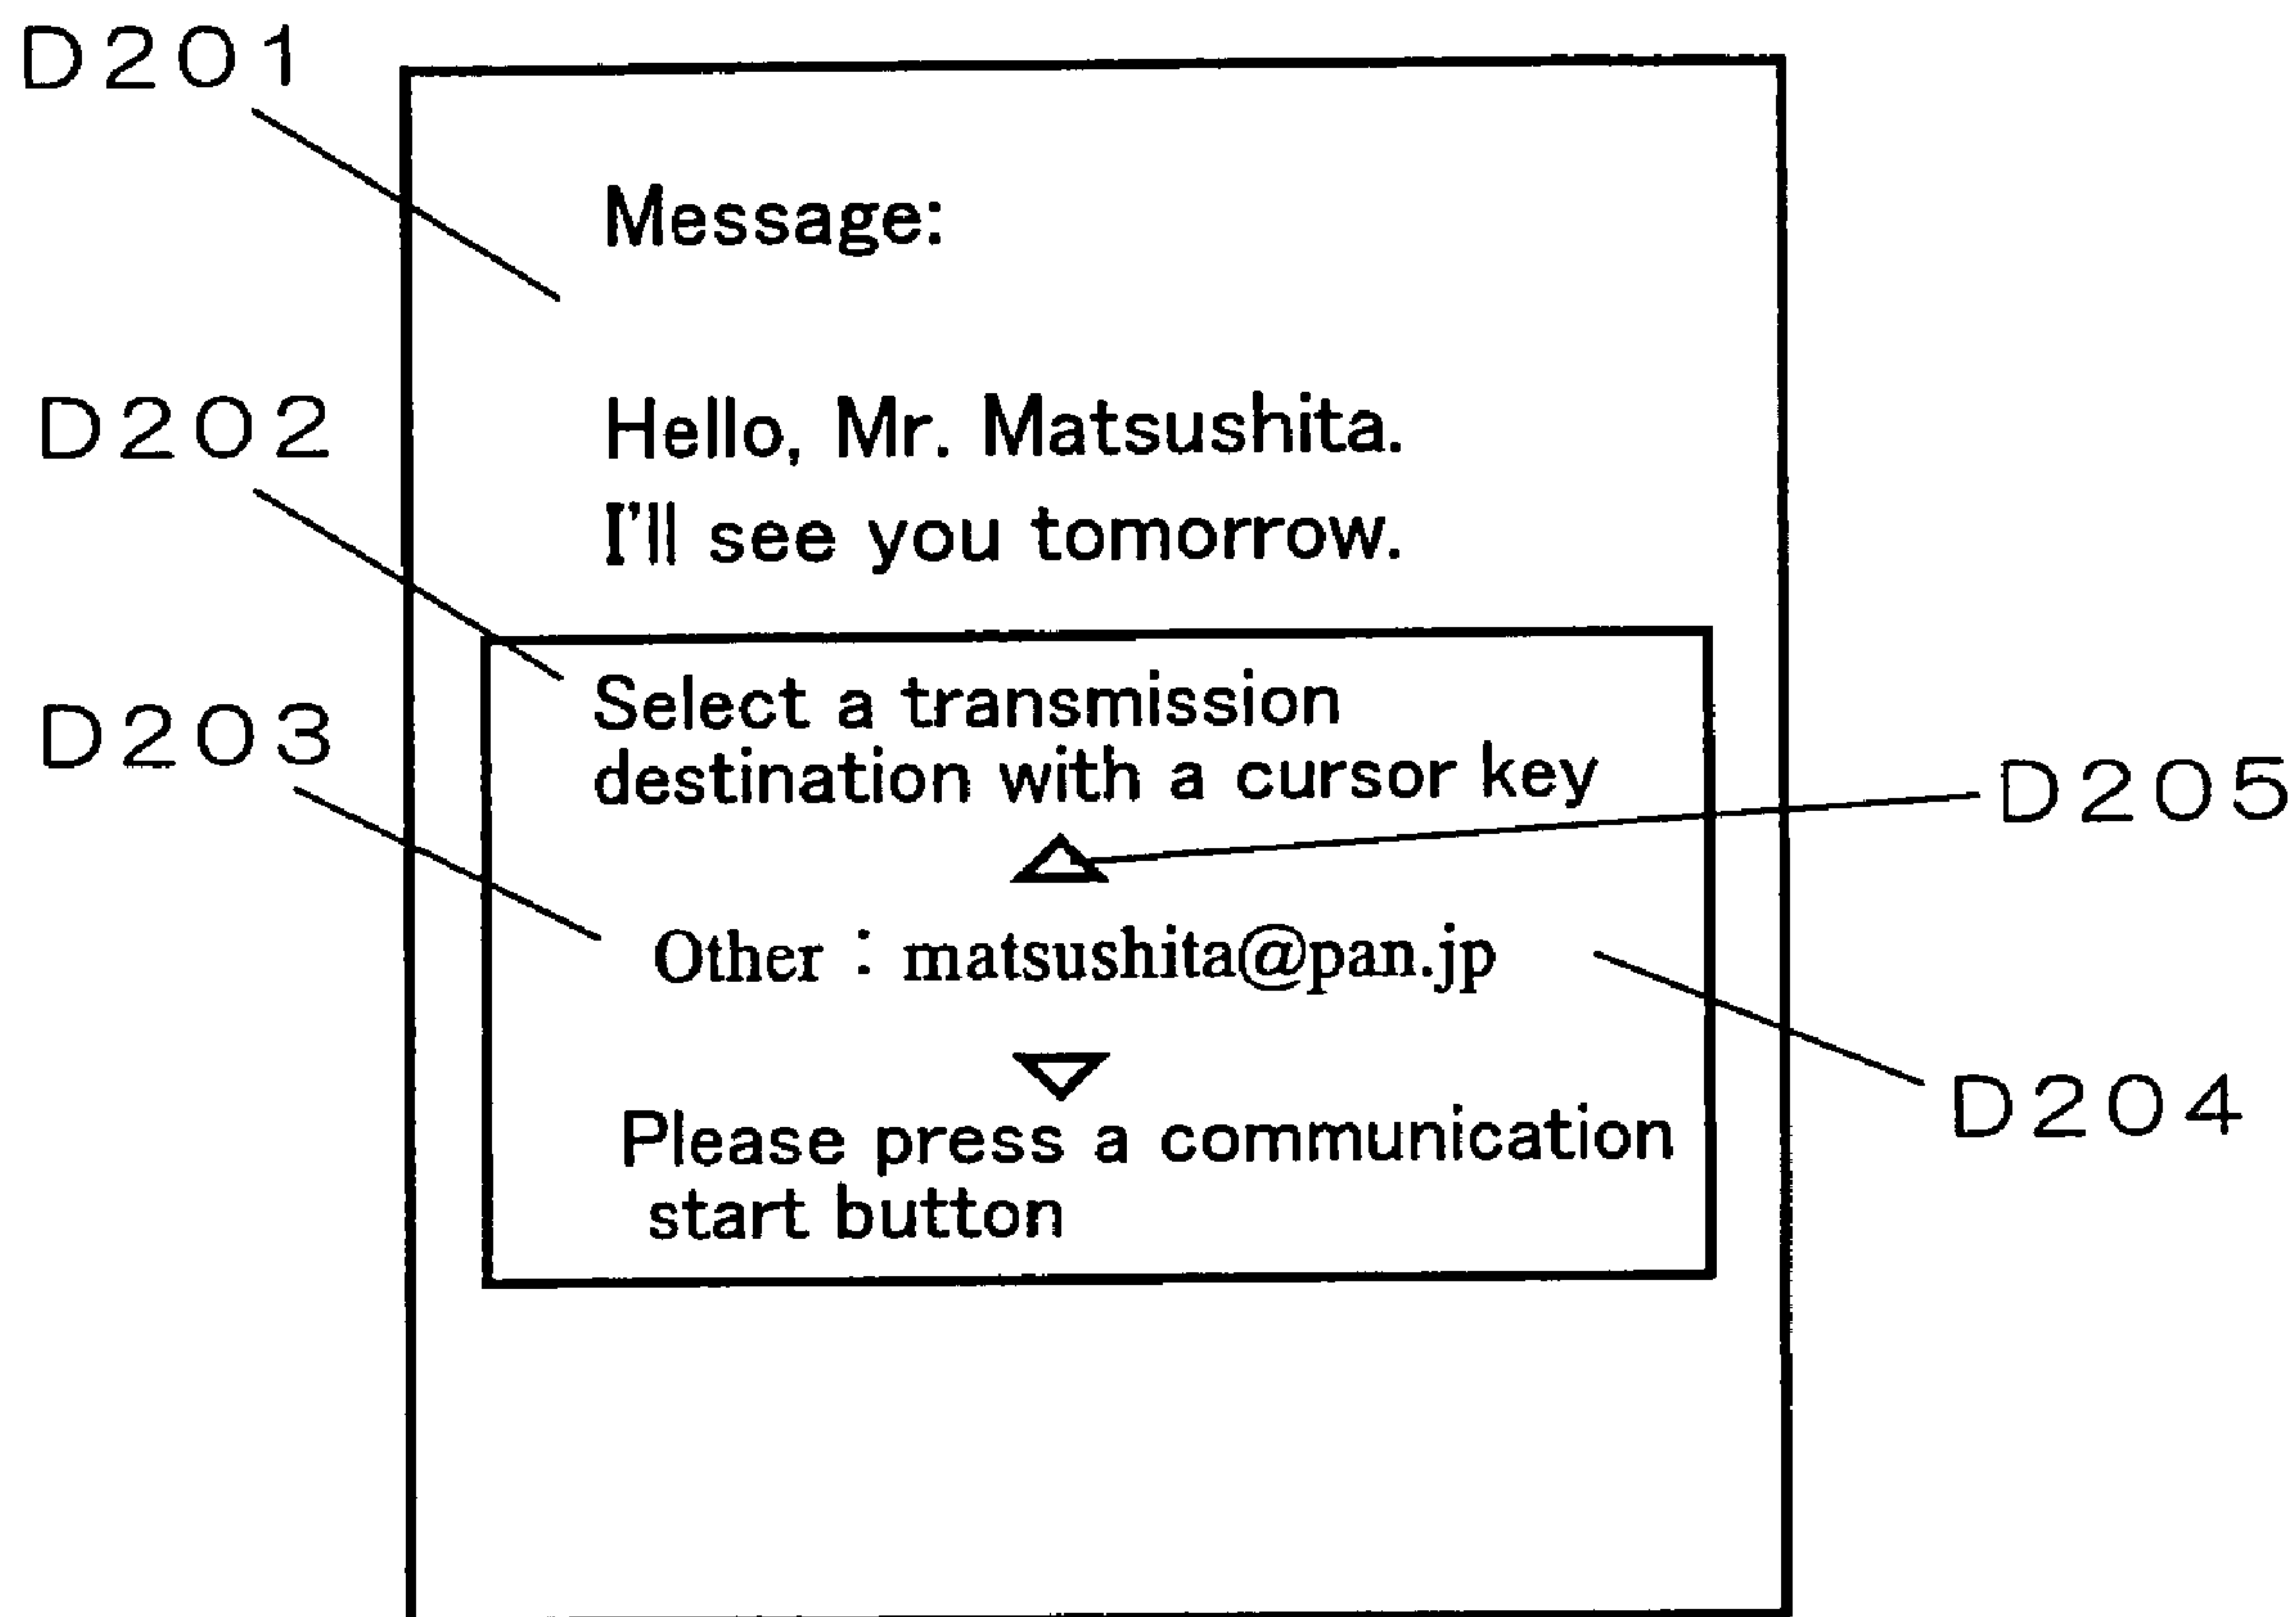 D201
Message:
D202
Hello, Mr. Matsushita.
I'll see you tomorrow.
D203
Select a transmission
destination with a cursor key
D205
Other : matsushita@pan.jp
D204
Please press a communication
start button